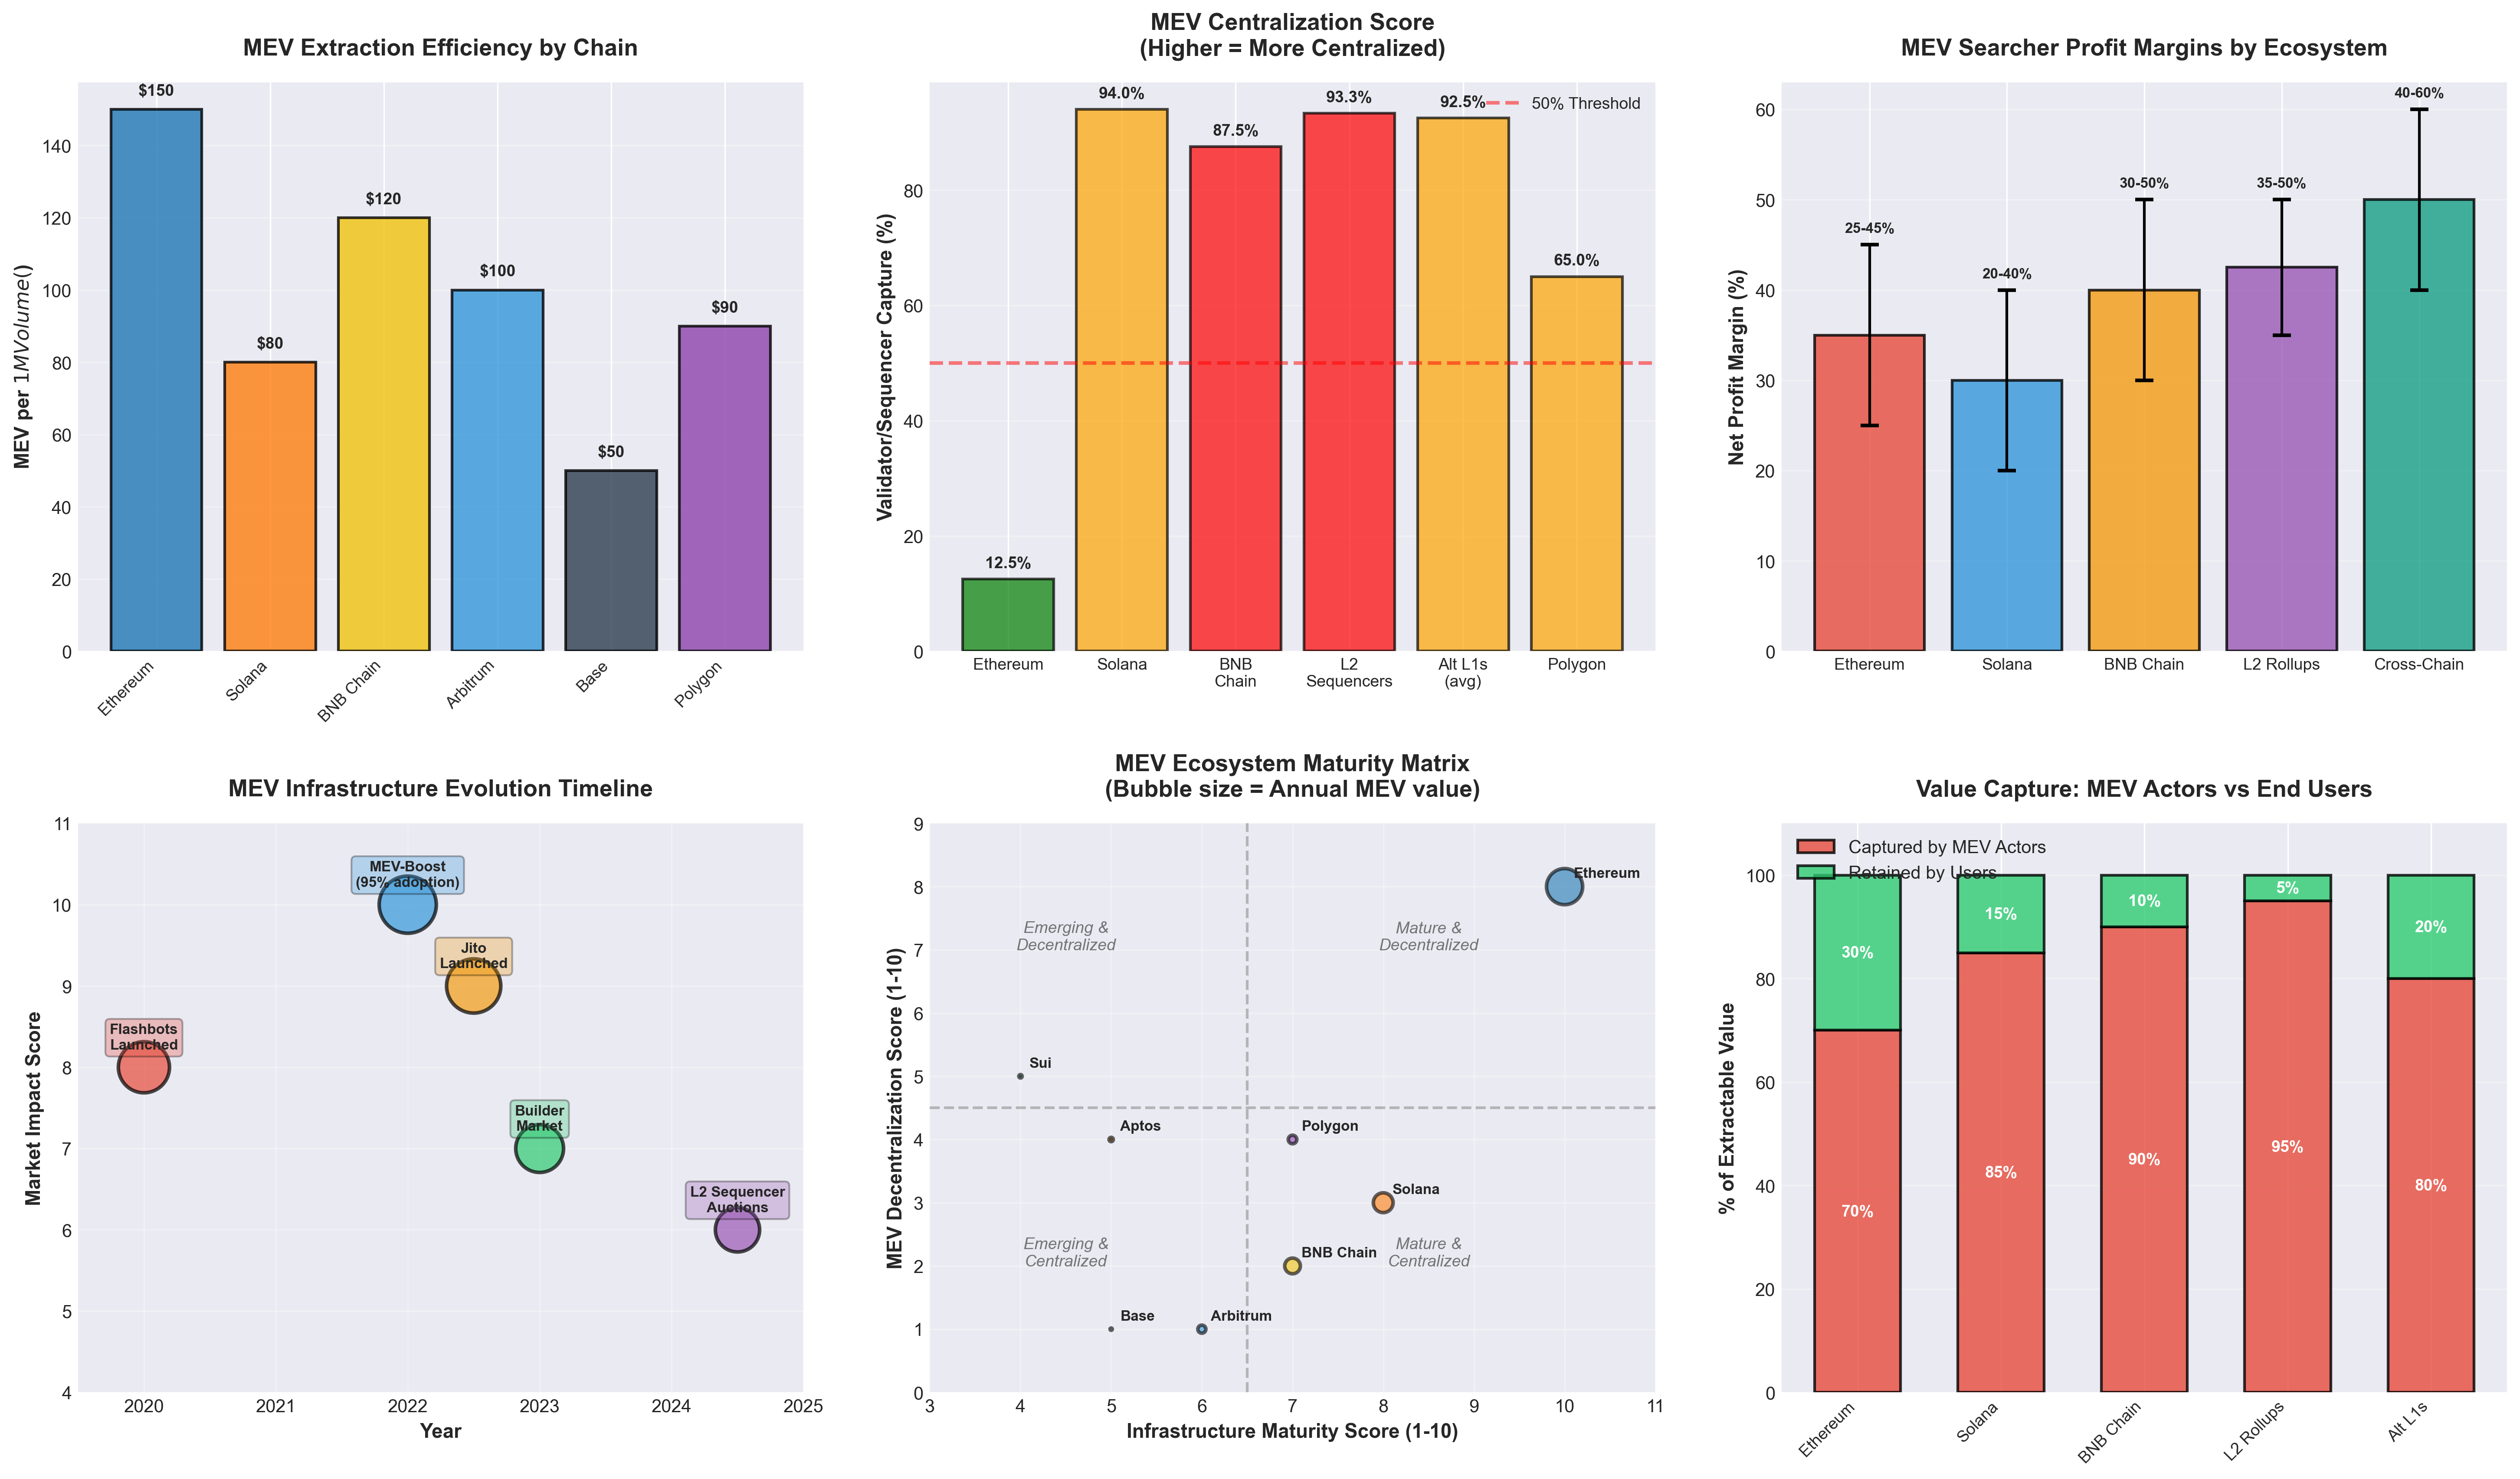 MEV Extraction Efficiency by Chain
MEV per 1MVolume()
140
120
100
80
60
40
20
0
$150
$80
$120
$100
$50
$90
Ethereum
Solana
BNB Chain
Arbitrum
Base
Polygon
MEV Centralization Score
(Higher = More Centralized)
Validator/Sequencer Capture (%)
80
60
40
20
0
50% Threshold
12.5%
94.0%
87.5%
93.3%
92.5%
65.0%
Ethereum
Solana
BNB
Chain
L2
Sequencers
Alt L1s
(avg)
Polygon
MEV Searcher Profit Margins by Ecosystem
Net Profit Margin (%)
60
50
40
30
20
10
0
25-45%
20-40%
30-50%
35-50%
40-60%
Ethereum
Solana
BNB Chain
L2 Rollups
Cross-Chain
MEV Infrastructure Evolution Timeline
Market Impact Score
11
10
9
8
7
6
5
4
Flashbots
Launched
MEV-Boost
(95% adoption)
Jito
Launched
Builder
Market
L2 Sequencer
Auctions
2020
2021
2022
2023
2024
2025
Year
MEV Ecosystem Maturity Matrix
(Bubble size = Annual MEV value)
MEV Decentralization Score (1-10)
9
8
7
6
5
4
3
2
1
0
Ethereum
Emerging &
Decentralized
Mature &
Decentralized
Sui
Aptos
Polygon
Solana
Emerging &
Centralized
BNB Chain
Mature &
Centralized
Base
Arbitrum
3
4
5
6
7
8
9
10
11
Infrastructure Maturity Score (1-10)
Value Capture: MEV Actors vs End Users
% of Extractable Value
100
80
60
40
20
0
Captured by MEV Actors
Retained by Users
30%
15%
10%
5%
20%
70%
85%
90%
95%
80%
Ethereum
Solana
BNB Chain
L2 Rollups
Alt L1s